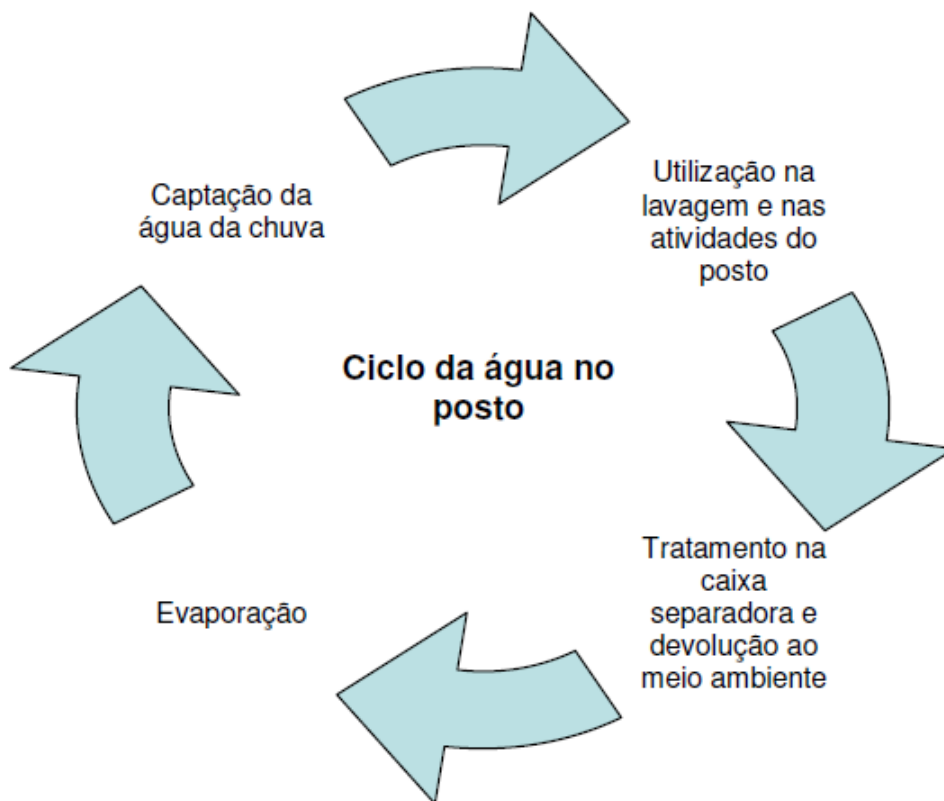 Captação da
água da chuva
Utilização na
lavagem e nas
atividades do
posto
Ciclo da água no
posto
Tratamento na
caixa
separadora e
devolução ao
meio ambiente
Evaporação